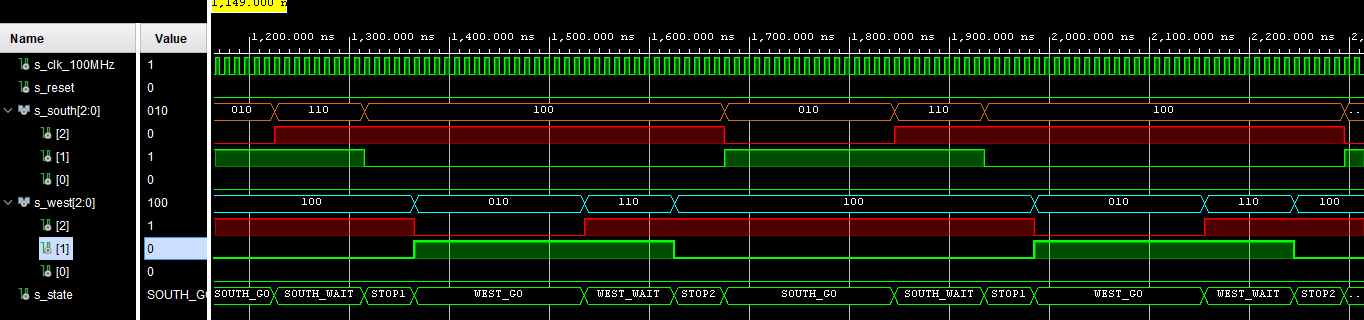 1,149.000 n
Name Value
1,200.000 ns 1,300.000 ns 1,400.000 ns 1,500.000 ns 1,600.000 ns 1,700.000 ns 1,800.000 ns 1,900.000 ns 2,000.000 ns 2,100.000 ns 2,200.000 ns 2,
s_clk_100MHz 1
s_reset 0
s_south[2:0] 010 010 110 100 010 110 100 ..
[2] 0
[1] 1
[0] 0
s_west[2:0] 100 100 010 110 100 010 110 100
[2] 1
[1] 0
[0] 0
s_state SOUTH_GO SOUTH_GO SOUTH_WAIT STOP1 WEST_GO WEST_WAIT STOP2 SOUTH_GO SOUTH_WAIT STOP1 WEST_GO WEST_WAIT STOP2 ..